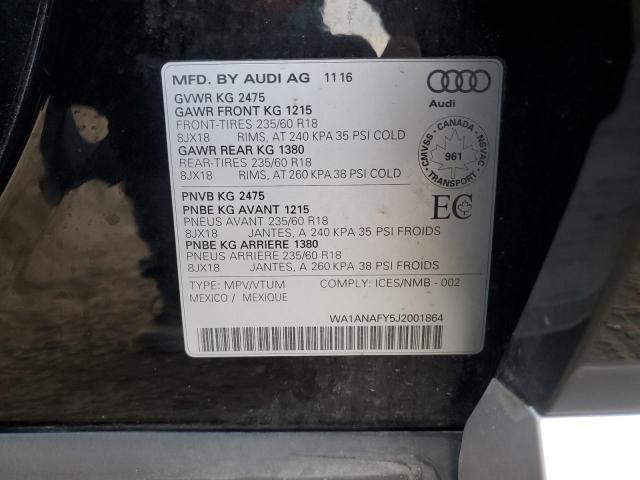 MFD. BY AUDI AG 11 16
Audi
GVWR KG 2475
GAWR FRONT KG 1215
FRONT-TIRES 235/60 R18
8JX18 RIMS, AT 240 KPA 35 PSI COLD
GAWR REAR KG 1380
REAR-TIRES 235/60 R18
8JX18 RIMS, AT 260 KPA 38 PSI COLD
CMVSS - CANADA - NSVAC
961
TRANSPORT
PNVB KG 2475
PNBE KG AVANT 1215
PNEUS AVANT 235/60 R18
8JX18 JANTES, A 240 KPA 35 PSI FROIDS
PNBE KG ARRIERE 1380
PNEUS ARRIERE 235/60 R18
8JX18 JANTES, A 260 KPA 38 PSI FROIDS
EC
TYPE: MPV/VTUM COMPLY: ICES/NMB - 002
MEXICO / MEXIQUE
WA1ANAFY5J2001864